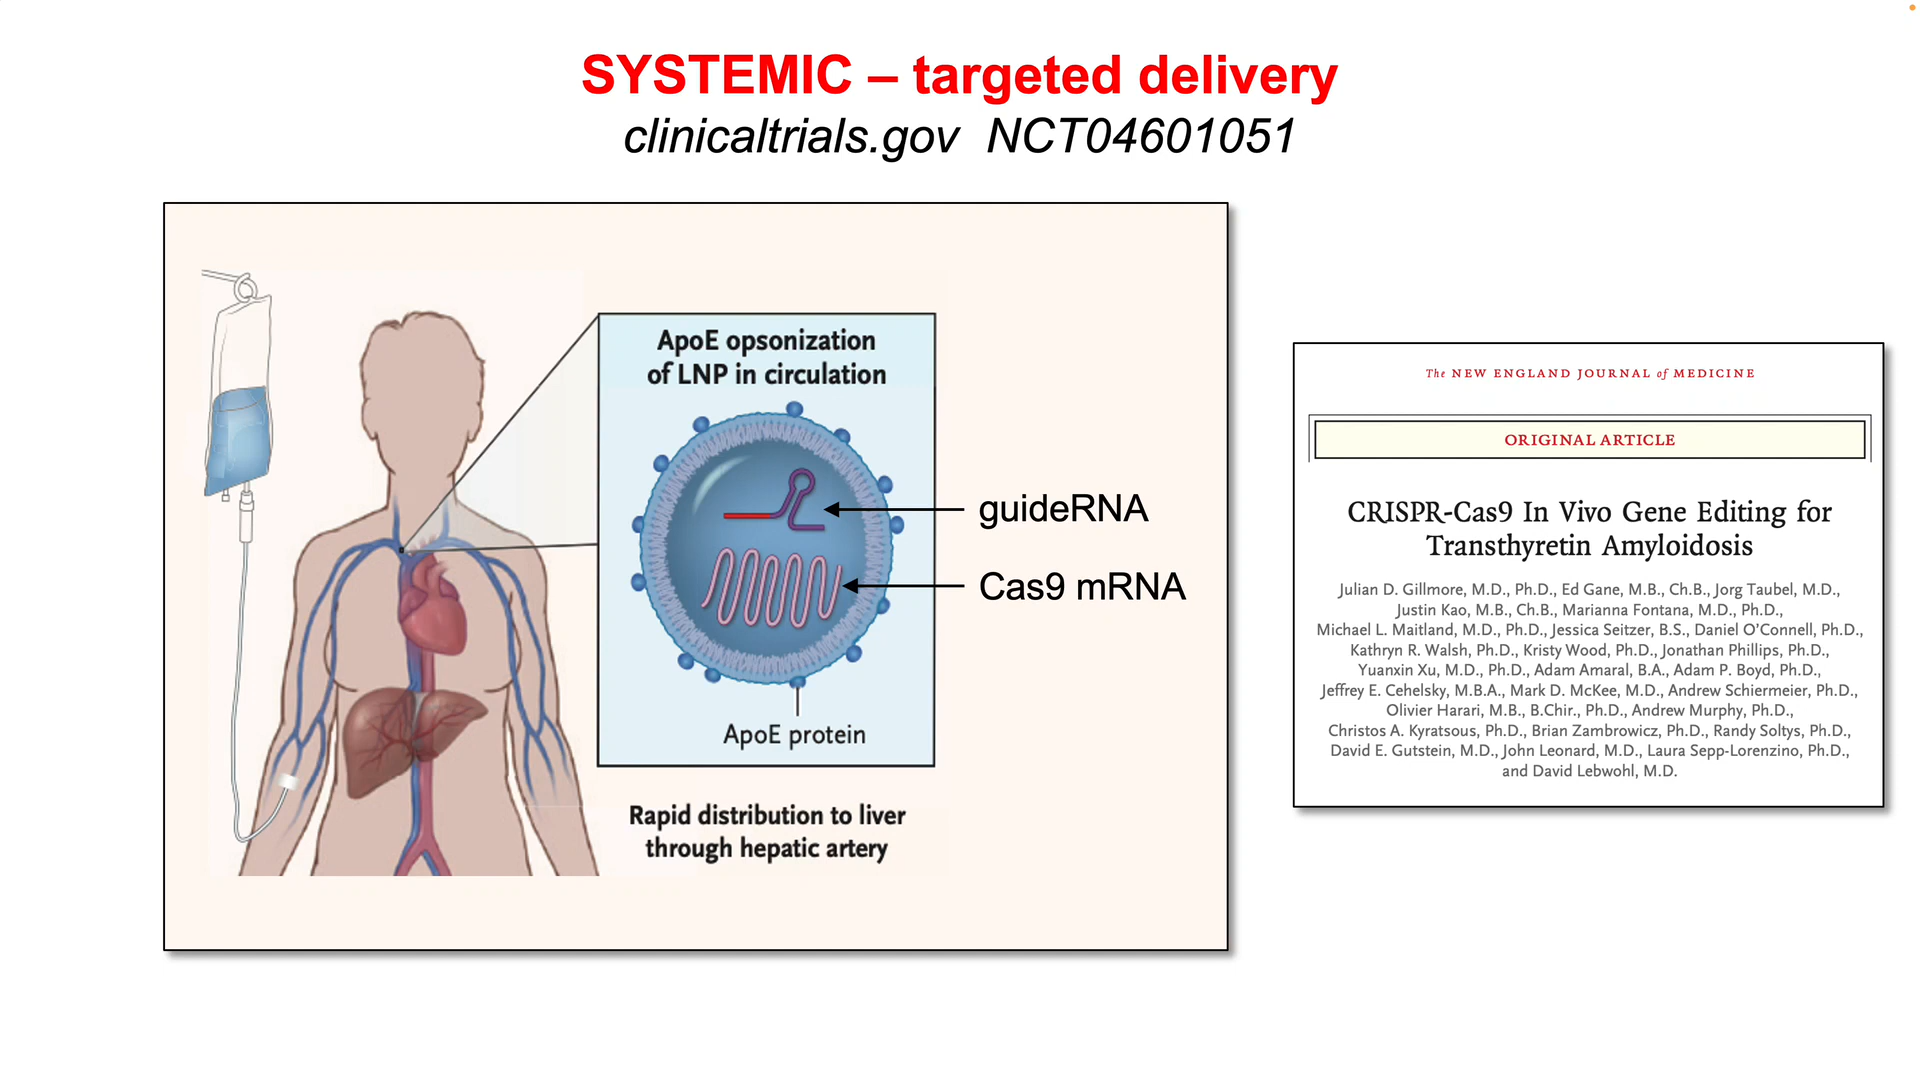 SYSTEMIC – targeted delivery
clinicaltrials.gov NCT04601051
ApoE opsonization
of LNP in circulation
guideRNA
Cas9 mRNA
ApoE protein
Rapid distribution to liver
through hepatic artery
The NEW ENGLAND JOURNAL of MEDICINE
ORIGINAL ARTICLE
CRISPR-Cas9 In Vivo Gene Editing for
Transthyretin Amyloidosis
Julian D. Gillmore, M.D., Ph.D., Ed Gane, M.B., Ch.B., Jorg Taubel, M.D.,
Justin Kao, M.B., Ch.B., Marianna Fontana, M.D., Ph.D.,
Michael L. Maitland, M.D., Ph.D., Jessica Seitzer, B.S., Daniel O’Connell, Ph.D.,
Kathryn R. Walsh, Ph.D., Kristy Wood, Ph.D., Jonathan Phillips, Ph.D.,
Yuanxin Xu, M.D., Ph.D., Adam Amaral, B.A., Adam P. Boyd, Ph.D.,
Jeffrey E. Cehelsky, M.B.A., Mark D. McKee, M.D., Andrew Schiermeier, Ph.D.,
Olivier Harari, M.B., B.Chir., Ph.D., Andrew Murphy, Ph.D.,
Christos A. Kyratsous, Ph.D., Brian Zambrowicz, Ph.D., Randy Soltys, Ph.D.,
David E. Gutstein, M.D., John Leonard, M.D., Laura Sepp-Lorenzino, Ph.D.,
and David Lebwohl, M.D.